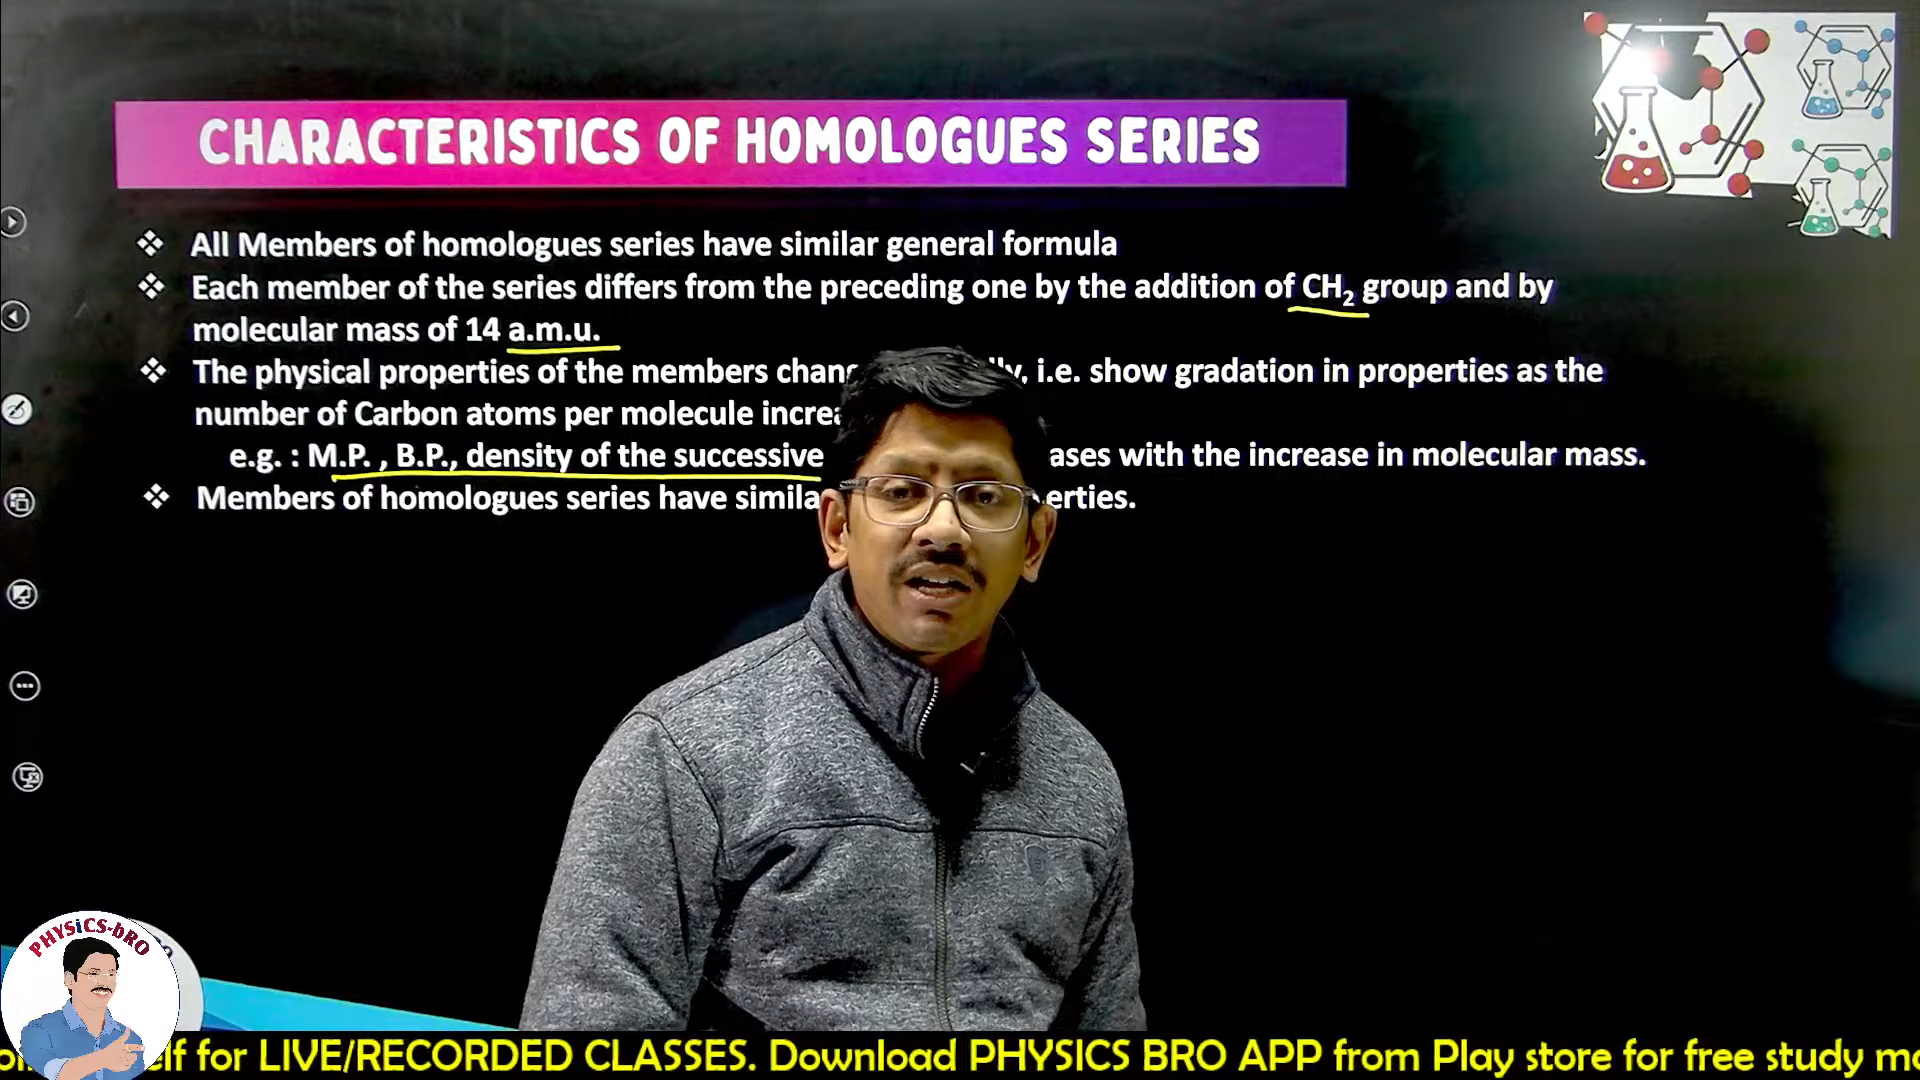 CHARACTERISTICS OF HOMOLOGUES SERIES
❖ All Members of homologues series have similar general formula
❖ Each member of the series differs from the preceding one by the addition of CH₂ group and by
molecular mass of 14 a.m.u.
❖ The physical properties of the members i.e. show gradation in properties as the
number of Carbon atoms per molecule
e.g. : M.P. , B.P., density of the successive with the increase in molecular mass.
❖ Members of homologues series have
PHYSiCS-bRO
for LIVE/RECORDED CLASSES. Download PHYSICS BRO APP from Play store for free study